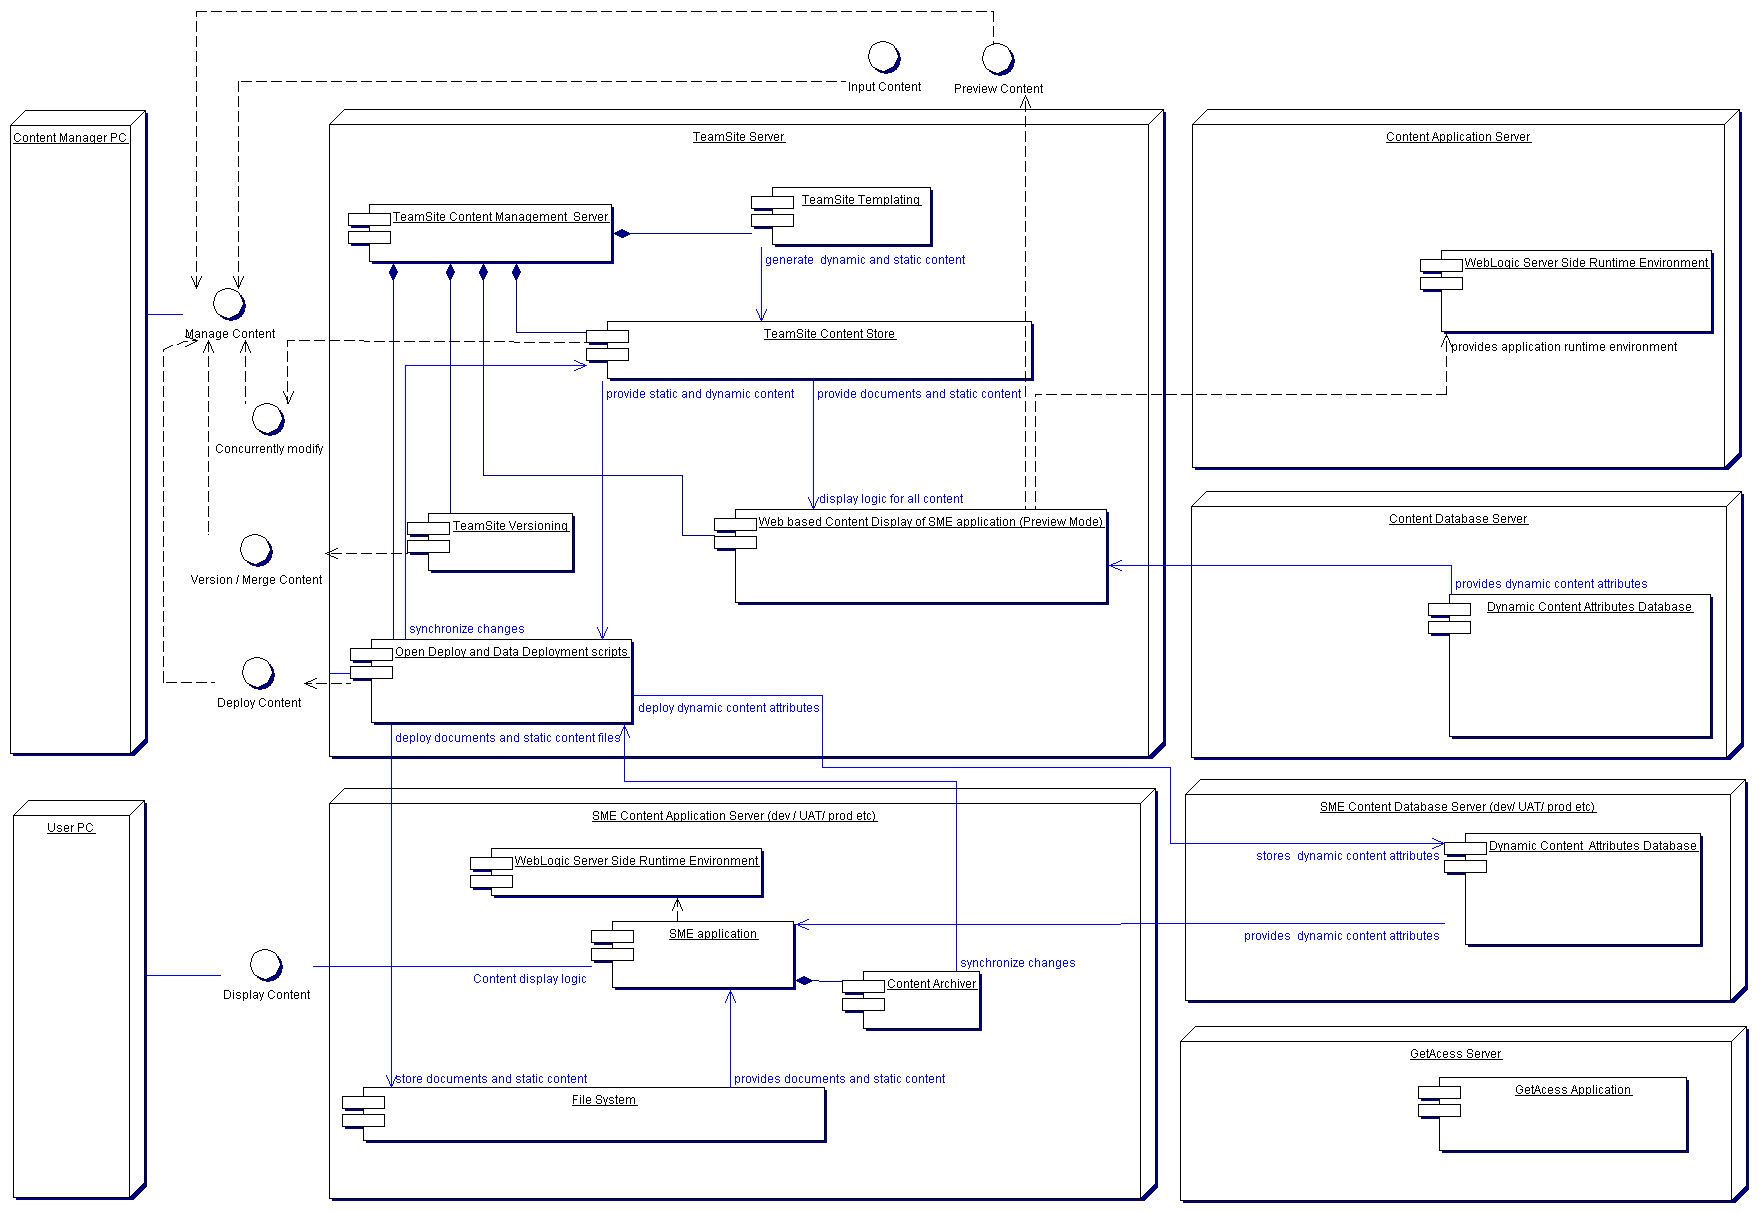 Input Content
Preview Content
Content Manager PC
TeamSite Server
Content Application Server
TeamSite Content Management  Server
TeamSite Templating
generate  dynamic and static content
WebLogic Server Side Runtime Environment
Manage Content
TeamSite Content Store
provides application runtime environment
provide static and dynamic content
provide documents and static content
Concurrently modify
display logic for all content
TeamSite Versioning
Web based Content Display of SME application (Preview Mode)
Content Database Server
Version / Merge Content
provides dynamic content attributes
Dynamic Content Attributes Database
synchronize changes
Open Deploy and Data Deployment scripts
Deploy Content
deploy dynamic content attributes
deploy documents and static content files
User PC
SME Content Application Server (dev / UAT/ prod etc)
SME Content Database Server (dev/ UAT/ prod etc)
WebLogic Server Side Runtime Environment
stores  dynamic content attributes
Dynamic Content  Attributes Database
SME application
provides  dynamic content attributes
synchronize changes
Content display logic
Content Archiver
Display Content
GetAcess Server
store documents and static content
provides documents and static content
File System
GetAcess Application